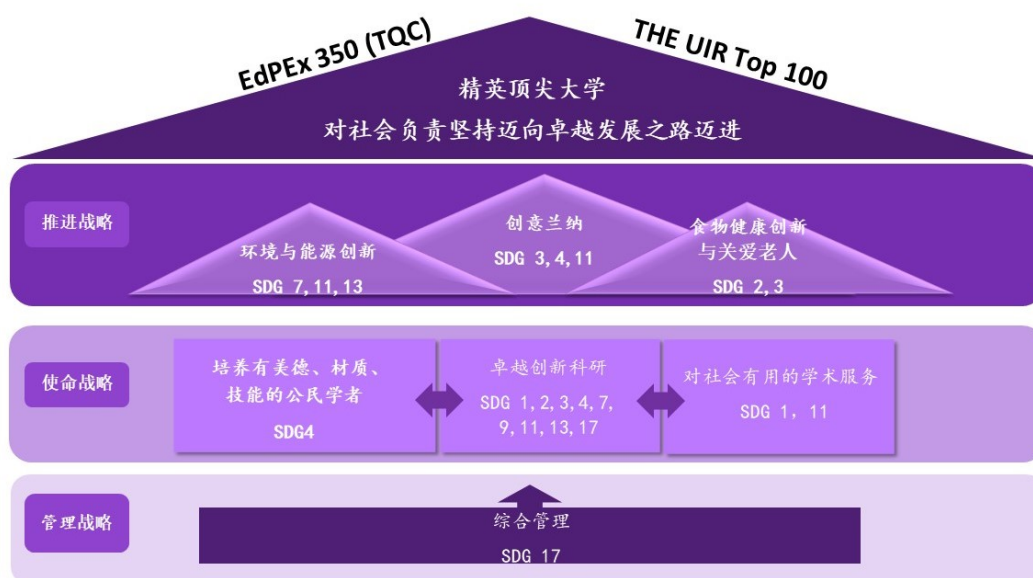 EdPEx 350 (TQC)
THE UIR Top 100
精英顶尖大学
对社会负责坚持迈向卓越发展之路迈进
推进战略
环境与能源创新
SDG 7,11,13
创意兰纳
SDG 3,4,11
食物健康创新
与关爱老人
SDG 2,3
使命战略
培养有美德、材质、
技能的公民学者
SDG4
卓越创新科研
SDG 1,2,3,4,7,
9,11,13,17
对社会有用的学术服务
SDG 1, 11
管理战略
综合管理
SDG 17